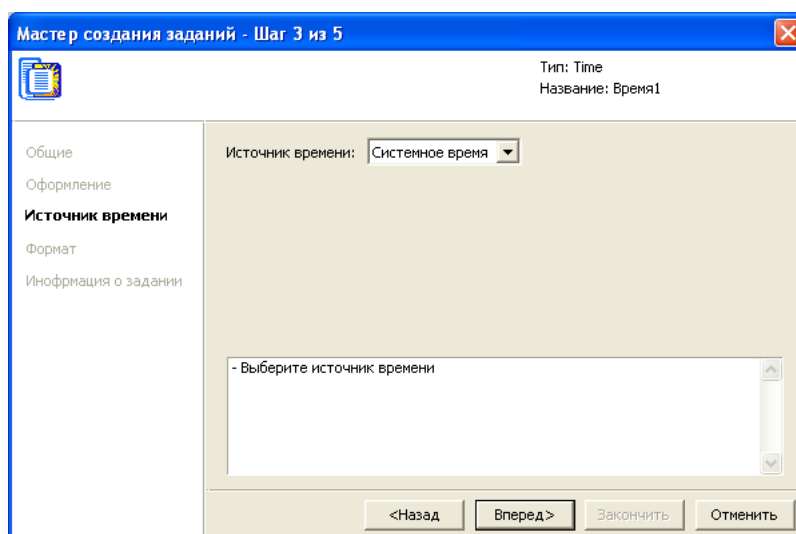 Мастер создания заданий - Шаг 3 из 5
Тип: Time
Название: Время1
Общие
Оформление
Источник времени
Формат
Инофрмация о задании
Источник времени: Системное время
- Выберите источник времени
<Назад Вперед> Закончить Отменить